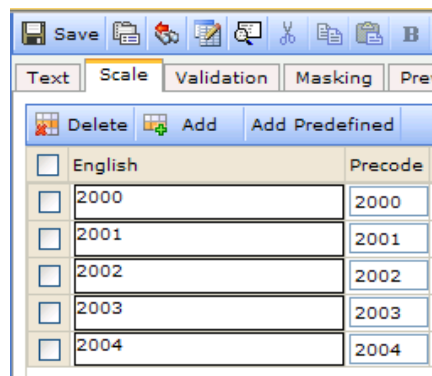 Save B
Text Scale Validation Masking Pre
Delete Add Add Predefined
English Precode
2000 2000
2001 2001
2002 2002
2003 2003
2004 2004